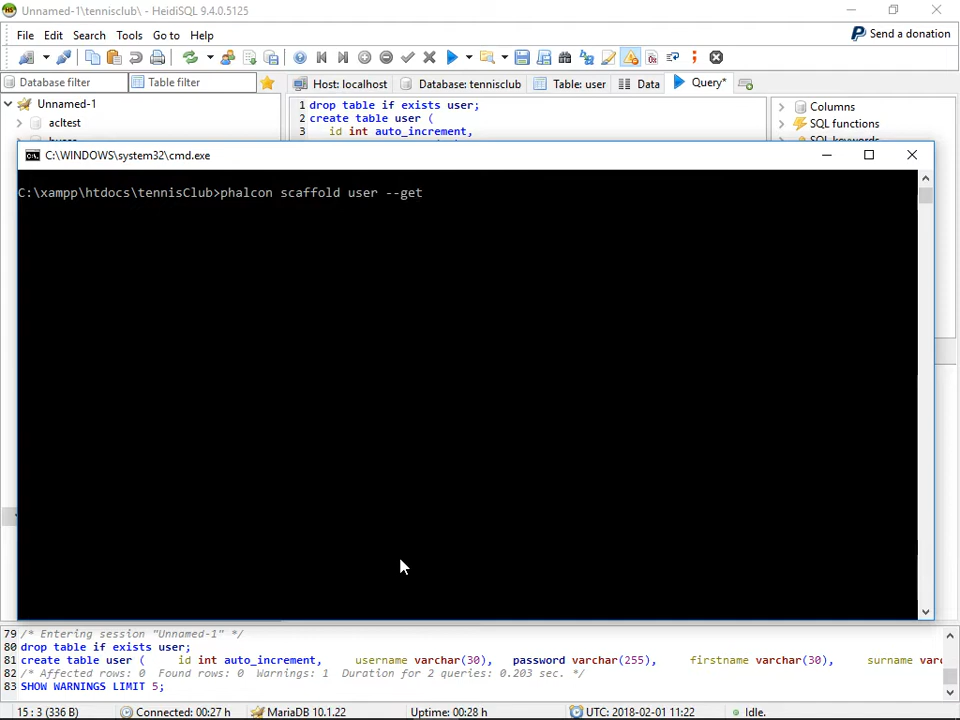 Unnamed-1\tennisclub\ - HeidiSQL 9.4.0.5125
File Edit Search Tools Go to Help
Send a donation
Database filter
Table filter
Host: localhost
Database: tennisclub
Table: user
Data
Query*
Unnamed-1
acltest
1 drop table if exists user;
2 create table user (
3 id int auto_increment,
Columns
SQL functions
C:\WINDOWS\system32\cmd.exe
C:\xampp\htdocs\tennisClub>phalcon scaffold user --get
79 /* Entering session "Unnamed-1" */
80 drop table if exists user;
81 create table user ( id int auto_increment, username varchar(30), password varchar(255), firstname varchar(30), surname varc
82 /* Affected rows: 0 Found rows: 0 Warnings: 1 Duration for 2 queries: 0.203 sec. */
83 SHOW WARNINGS LIMIT 5;
15 : 3 (336 B)
Connected: 00:27 h
MariaDB 10.1.22
Uptime: 00:28 h
UTC: 2018-02-01 11:22
Idle.